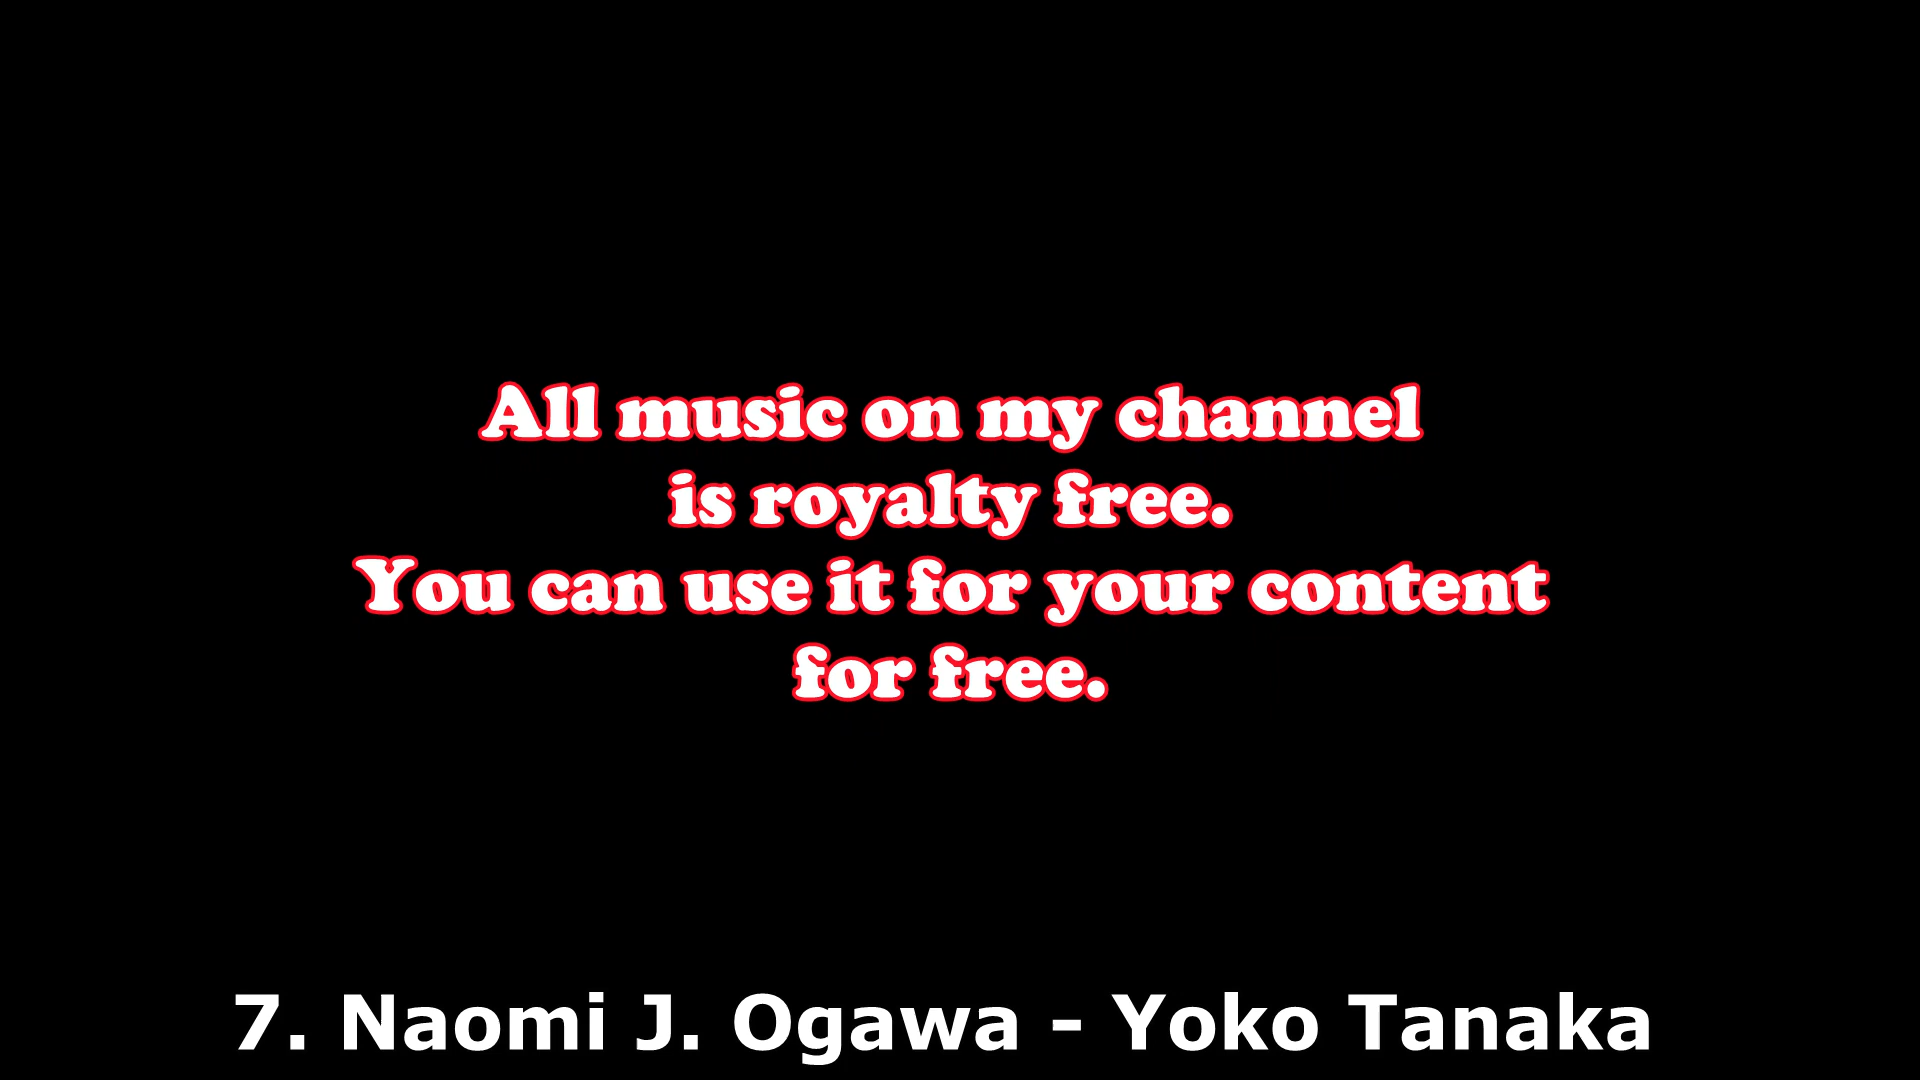 All music on my channel
is royalty free.
You can use it for your content
for free.
7. Naomi J. Ogawa - Yoko Tanaka